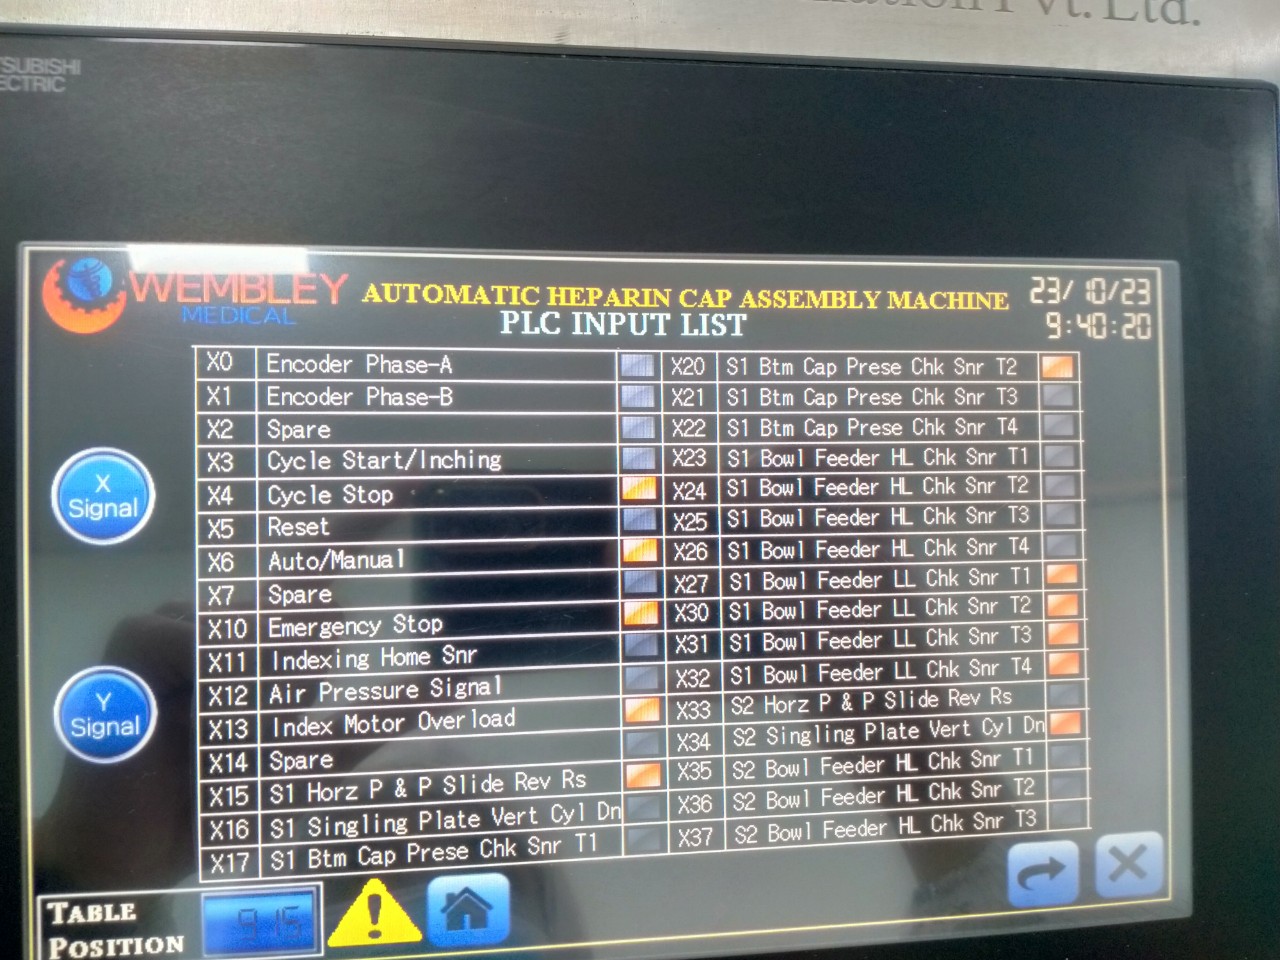 Pvt. Ltd.
SUBISHI
ECTRIC
WEMBLEY
MEDICAL
AUTOMATIC HEPARIN CAP ASSEMBLY MACHINE
PLC INPUT LIST
23/10/23
9:40:20
X0 Encoder Phase-A X20 S1 Btm Cap Prese Chk Snr T2
X1 Encoder Phase-B X21 S1 Btm Cap Prese Chk Snr T3
X2 Spare X22 S1 Btm Cap Prese Chk Snr T4
X3 Cycle Start/Inching X23 S1 Bowl Feeder HL Chk Snr T1
X4 Cycle Stop X24 S1 Bowl Feeder HL Chk Snr T2
X5 Reset X25 S1 Bowl Feeder HL Chk Snr T3
X6 Auto/Manual X26 S1 Bowl Feeder HL Chk Snr T4
X7 Spare X27 S1 Bowl Feeder LL Chk Snr T1
X10 Emergency Stop X30 S1 Bowl Feeder LL Chk Snr T2
X11 Indexing Home Snr X31 S1 Bowl Feeder LL Chk Snr T3
X12 Air Pressure Signal X32 S1 Bowl Feeder LL Chk Snr T4
X13 Index Motor Overload X33 S2 Horz P & P Slide Rev Rs
X14 Spare X34 S2 Singling Plate Vert Cyl Dn
X15 S1 Horz P & P Slide Rev Rs X35 S2 Bowl Feeder HL Chk Snr T1
X16 S1 Singling Plate Vert Cyl Dn X36 S2 Bowl Feeder HL Chk Snr T2
X17 S1 Btm Cap Prese Chk Snr T1 X37 S2 Bowl Feeder HL Chk Snr T3
X
Signal
Y
Signal
TABLE
POSITION
915